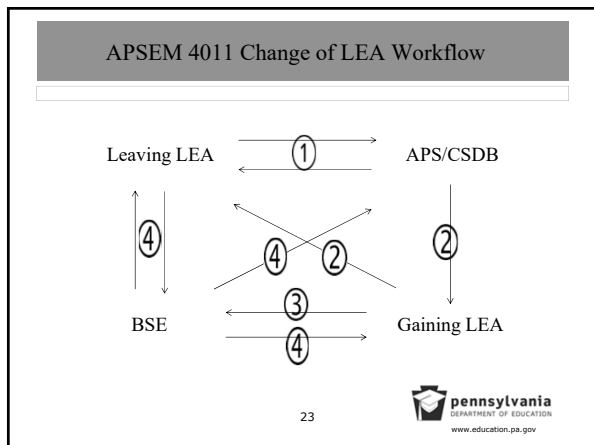 APSEM 4011 Change of LEA Workflow
Leaving LEA
1
APS/CSDB
4
4
2
2
3
BSE
Gaining LEA
4
23
pennsylvania
DEPARTMENT OF EDUCATION
www.education.pa.gov